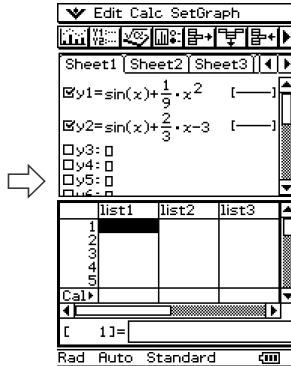 Edit Calc SetGraph
Sheet1 Sheet2 Sheet3
y1=sin(x)+1/9·x^2 [—]
y2=sin(x)+2/3·x-3 [—]
y3:
y4:
y5:
list1 list2 list3
1
2
3
4
5
Cal
[ 1]=
Rad Auto Standard